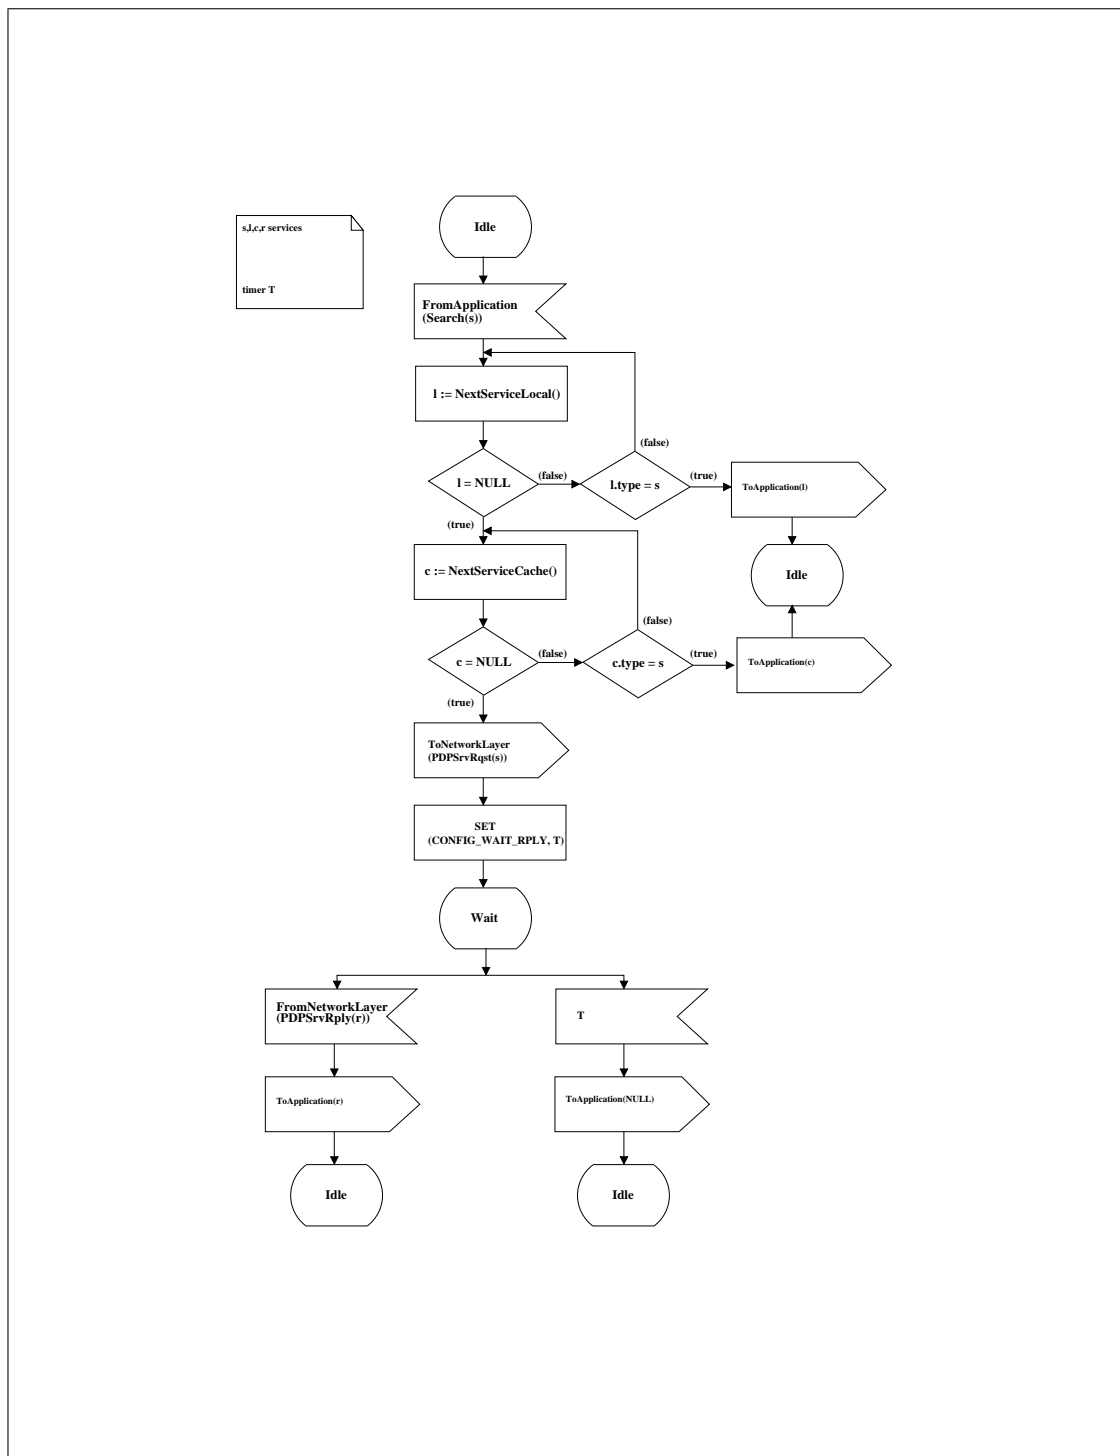 s,l,c,r services
timer T
Idle
FromApplication
(Search(s))
l := NextServiceLocal()
(false)
l = NULL
(false)
l.type = s
(true)
ToApplication(l)
(true)
c := NextServiceCache()
Idle
(false)
c = NULL
(false)
c.type = s
(true)
ToApplication(c)
(true)
ToNetworkLayer
(PDPSrvRqst(s))
SET
(CONFIG_WAIT_RPLY, T)
Wait
FromNetworkLayer
(PDPSrvRply(r))
T
ToApplication(r)
ToApplication(NULL)
Idle
Idle